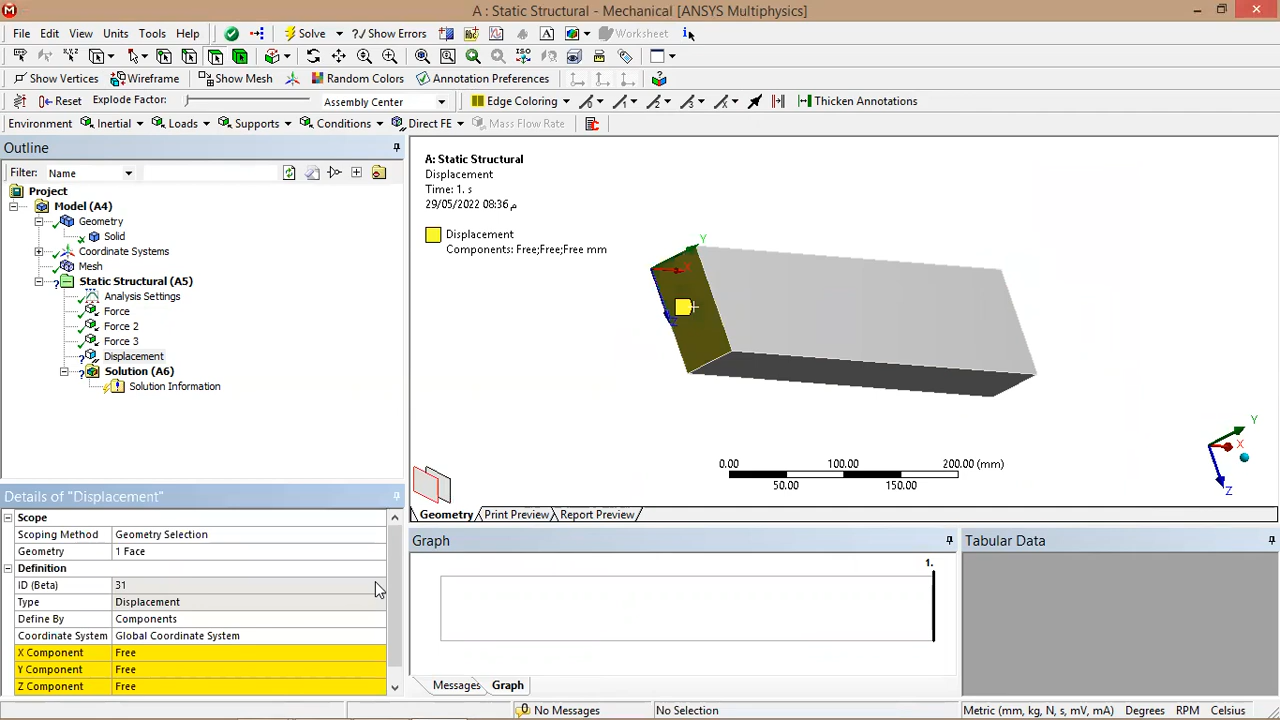 A : Static Structural - Mechanical [ANSYS Multiphysics]
File Edit View Units Tools Help Solve Show Errors Worksheet
Show Vertices Wireframe Show Mesh Random Colors Annotation Preferences
Reset Explode Factor: Assembly Center Edge Coloring Thicken Annotations
Environment Inertial Loads Supports Conditions Direct FE Mass Flow Rate
Outline
Filter: Name
Project
Model (A4)
Geometry
Solid
Coordinate Systems
Mesh
Static Structural (A5)
Analysis Settings
Force
Force 2
Force 3
Displacement
Solution (A6)
Solution Information
A: Static Structural
Displacement
Time: 1. s
29/05/2022 08:36 م
Displacement
Components: Free;Free;Free mm
Y
X
Z
Y
X
Z
0.00 100.00 200.00 (mm)
50.00 150.00
Geometry Print Preview Report Preview
Details of "Displacement"
Scope
Scoping Method Geometry Selection
Geometry 1 Face
Definition
ID (Beta) 31
Type Displacement
Define By Components
Coordinate System Global Coordinate System
X Component Free
Y Component Free
Z Component Free
Graph
1.
Messages Graph
Tabular Data
No Messages No Selection Metric (mm, kg, N, s, mV, mA) Degrees RPM Celsius